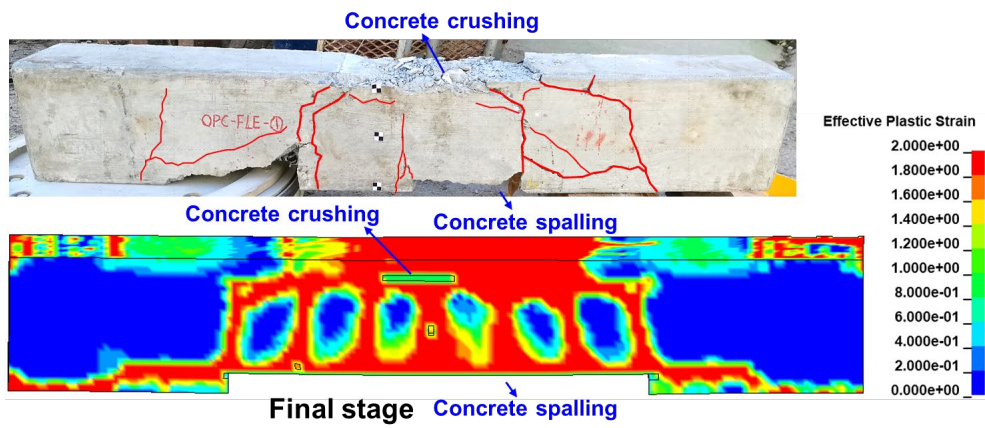 Concrete crushing
OPC-FLE-①
Effective Plastic Strain
2.000e+00
1.800e+00
1.600e+00
1.400e+00
1.200e+00
1.000e+00
8.000e-01
6.000e-01
4.000e-01
2.000e-01
0.000e+00
Concrete crushing
Concrete spalling
Final stage
Concrete spalling